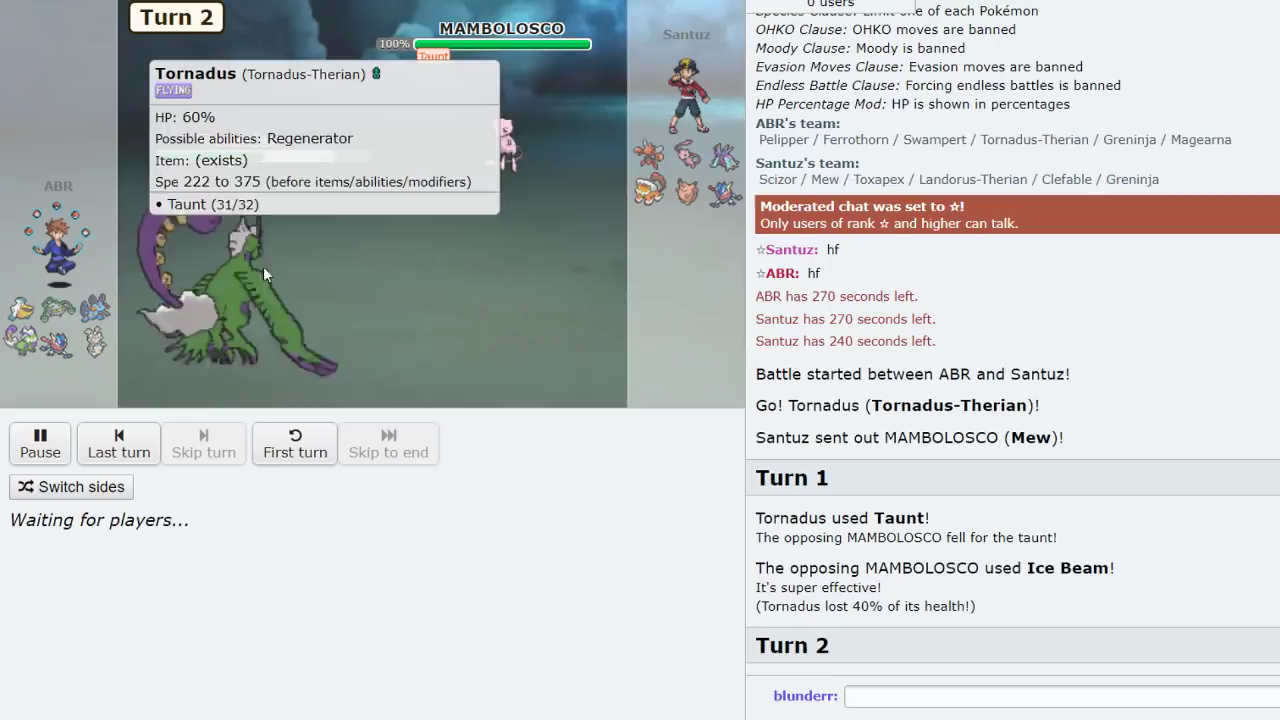 Turn 2
MAMBOLOSCO
100%
Taunt
Tornadus (Tornadus-Therian)
FLYING
HP: 60%
Possible abilities: Regenerator
Item: (exists)
Spe 222 to 375 (before items/abilities/modifiers)
• Taunt (31/32)
ABR
Santuz
Pause
Last turn
Skip turn
First turn
Skip to end
Switch sides
Waiting for players...
0 users
Species Clause: Limit one of each Pokémon
OHKO Clause: OHKO moves are banned
Moody Clause: Moody is banned
Evasion Moves Clause: Evasion moves are banned
Endless Battle Clause: Forcing endless battles is banned
HP Percentage Mod: HP is shown in percentages
ABR's team:
Pelipper / Ferrothorn / Swampert / Tornadus-Therian / Greninja / Magearna
Santuz's team:
Scizor / Mew / Toxapex / Landorus-Therian / Clefable / Greninja
Moderated chat was set to ☆!
Only users of rank ☆ and higher can talk.
☆Santuz: hf
☆ABR: hf
ABR has 270 seconds left.
Santuz has 270 seconds left.
Santuz has 240 seconds left.
Battle started between ABR and Santuz!
Go! Tornadus (Tornadus-Therian)!
Santuz sent out MAMBOLOSCO (Mew)!
Turn 1
Tornadus used Taunt!
The opposing MAMBOLOSCO fell for the taunt!
The opposing MAMBOLOSCO used Ice Beam!
It's super effective!
(Tornadus lost 40% of its health!)
Turn 2
blunderr: